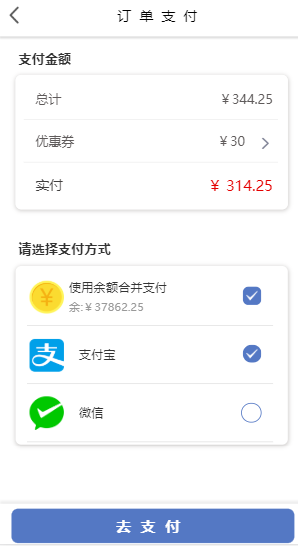 订单支付
支付金额
总计 ￥344.25
优惠券 ￥30
实付 ￥ 314.25
请选择支付方式
使用余额合并支付
余:￥37862.25
支付宝
微信
去支付